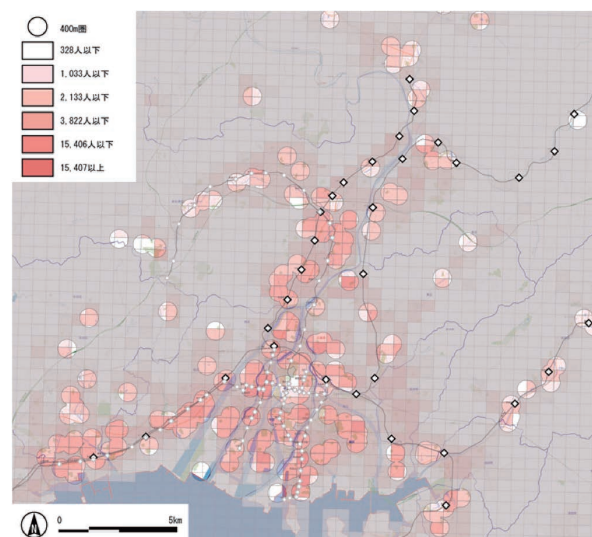 400m圏
328人以下
1,033人以下
2,133人以下
3,822人以下
15,406人以下
15,407以上
N
0 5km